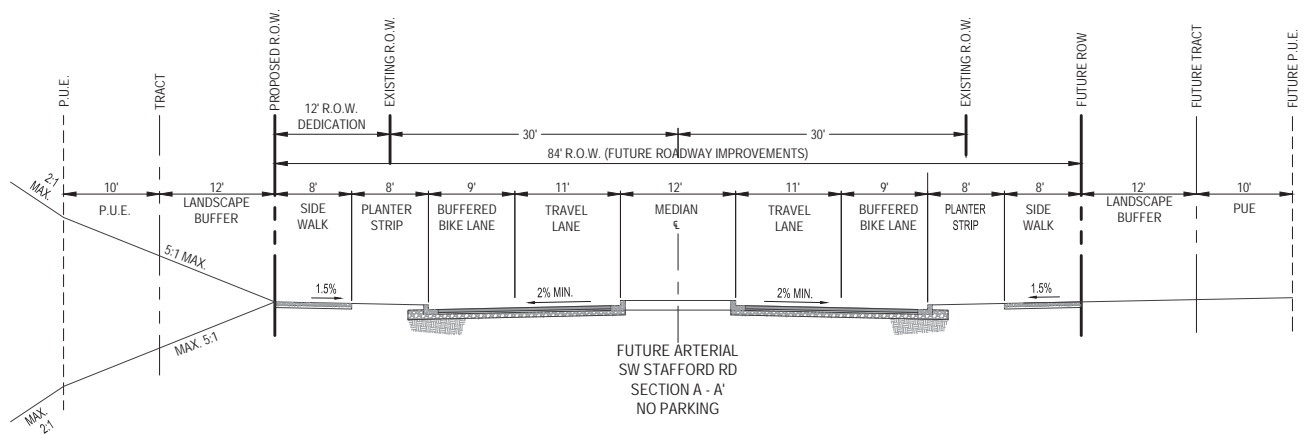 P.U.E.
TRACT
PROPOSED R.O.W.
EXISTING R.O.W.
EXISTING R.O.W.
FUTURE ROW
FUTURE TRACT
FUTURE P.U.E.
12' R.O.W.
DEDICATION
30'
30'
84' R.O.W. (FUTURE ROADWAY IMPROVEMENTS)
2:1
MAX.
10'
P.U.E.
12'
LANDSCAPE
BUFFER
8'
SIDE
WALK
8'
PLANTER
STRIP
9'
BUFFERED
BIKE LANE
11'
TRAVEL
LANE
12'
MEDIAN
℄
11'
TRAVEL
LANE
9'
BUFFERED
BIKE LANE
8'
PLANTER
STRIP
8'
SIDE
WALK
12'
LANDSCAPE
BUFFER
10'
PUE
5:1 MAX.
1.5%
2% MIN.
2% MIN.
1.5%
MAX. 5:1
MAX.
2:1
FUTURE ARTERIAL
SW STAFFORD RD
SECTION A - A'
NO PARKING